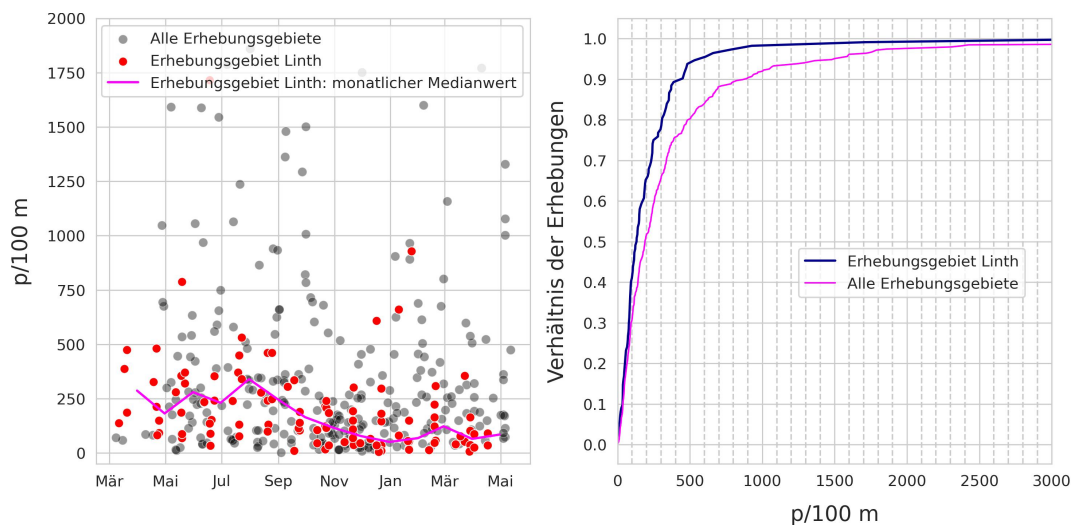 2000
1750
1500
1250
1000
750
500
250
0
p/100 m
Alle Erhebungsgebiete
Erhebungsgebiet Linth
Erhebungsgebiet Linth: monatlicher Medianwert
Mär Mai Jul Sep Nov Jan Mär Mai
1.0
0.9
0.8
0.7
0.6
0.5
0.4
0.3
0.2
0.1
0.0
Verhältnis der Erhebungen
Erhebungsgebiet Linth
Alle Erhebungsgebiete
0 500 1000 1500 2000 2500 3000
p/100 m